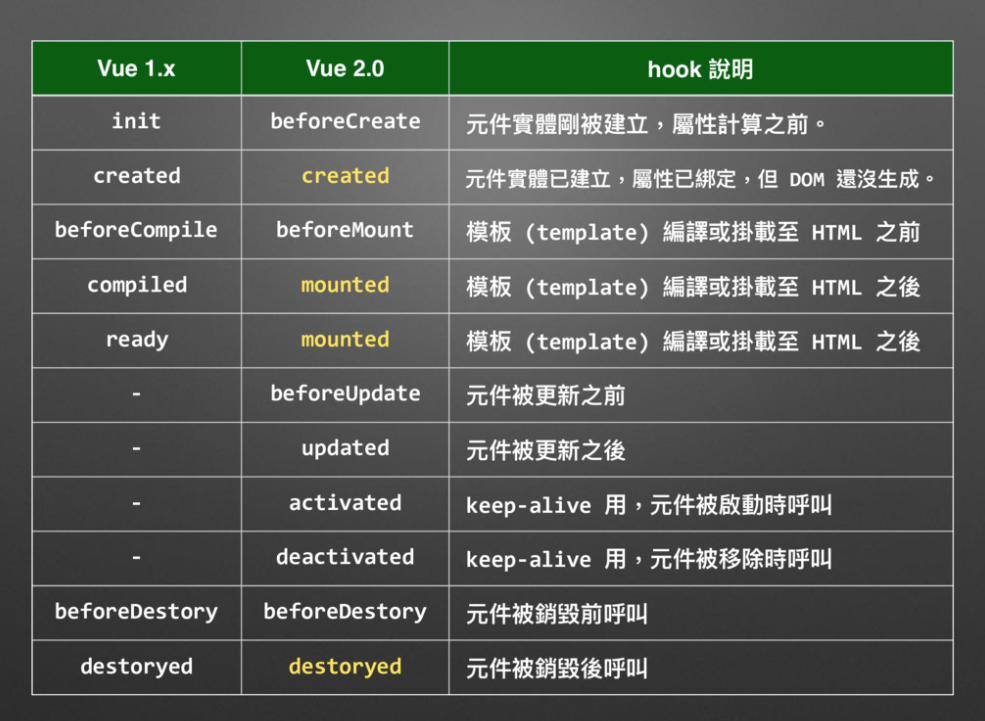 Vue 1.x Vue 2.0 hook 說明
init beforeCreate 元件實體剛被建立，屬性計算之前。
created created 元件實體已建立，屬性已綁定，但 DOM 還沒生成。
beforeCompile beforeMount 模板 (template) 編譯或掛載至 HTML 之前
compiled mounted 模板 (template) 編譯或掛載至 HTML 之後
ready mounted 模板 (template) 編譯或掛載至 HTML 之後
- beforeUpdate 元件被更新之前
- updated 元件被更新之後
- activated keep-alive 用，元件被啟動時呼叫
- deactivated keep-alive 用，元件被移除時呼叫
beforeDestory beforeDestory 元件被銷毀前呼叫
destoryed destoryed 元件被銷毀後呼叫